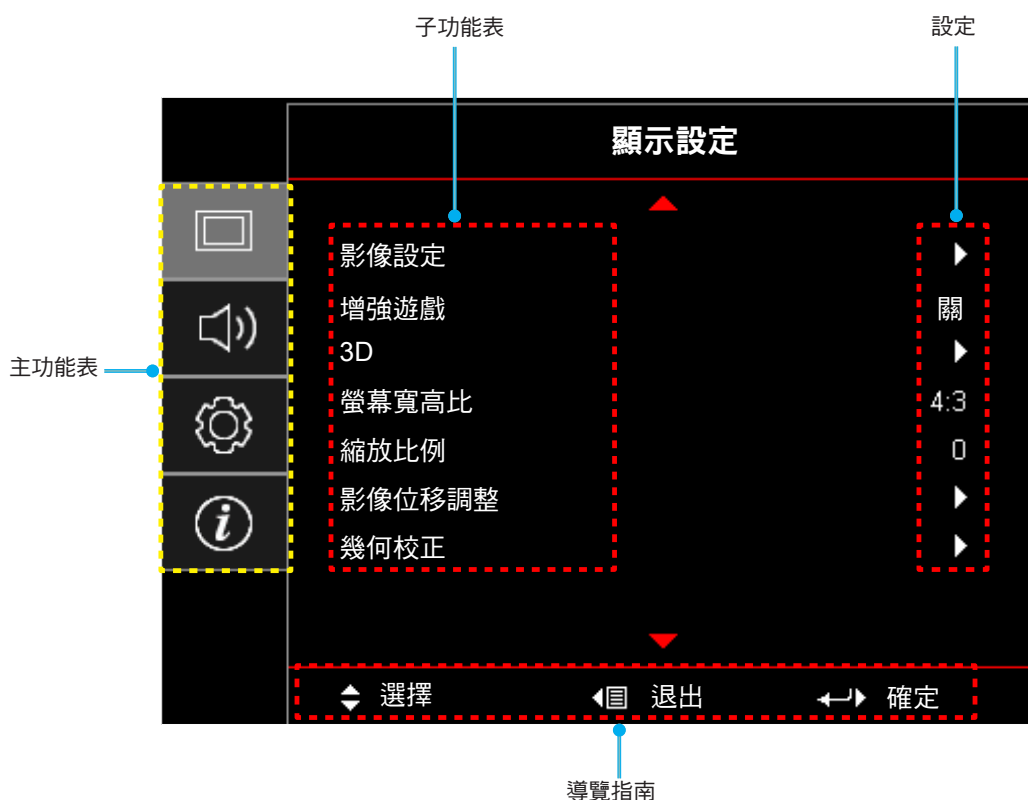 子功能表
設定
顯示設定
影像設定
增強遊戲 關
3D
主功能表
螢幕寬高比 4:3
縮放比例 0
影像位移調整
幾何校正
選擇 退出 確定
導覽指南